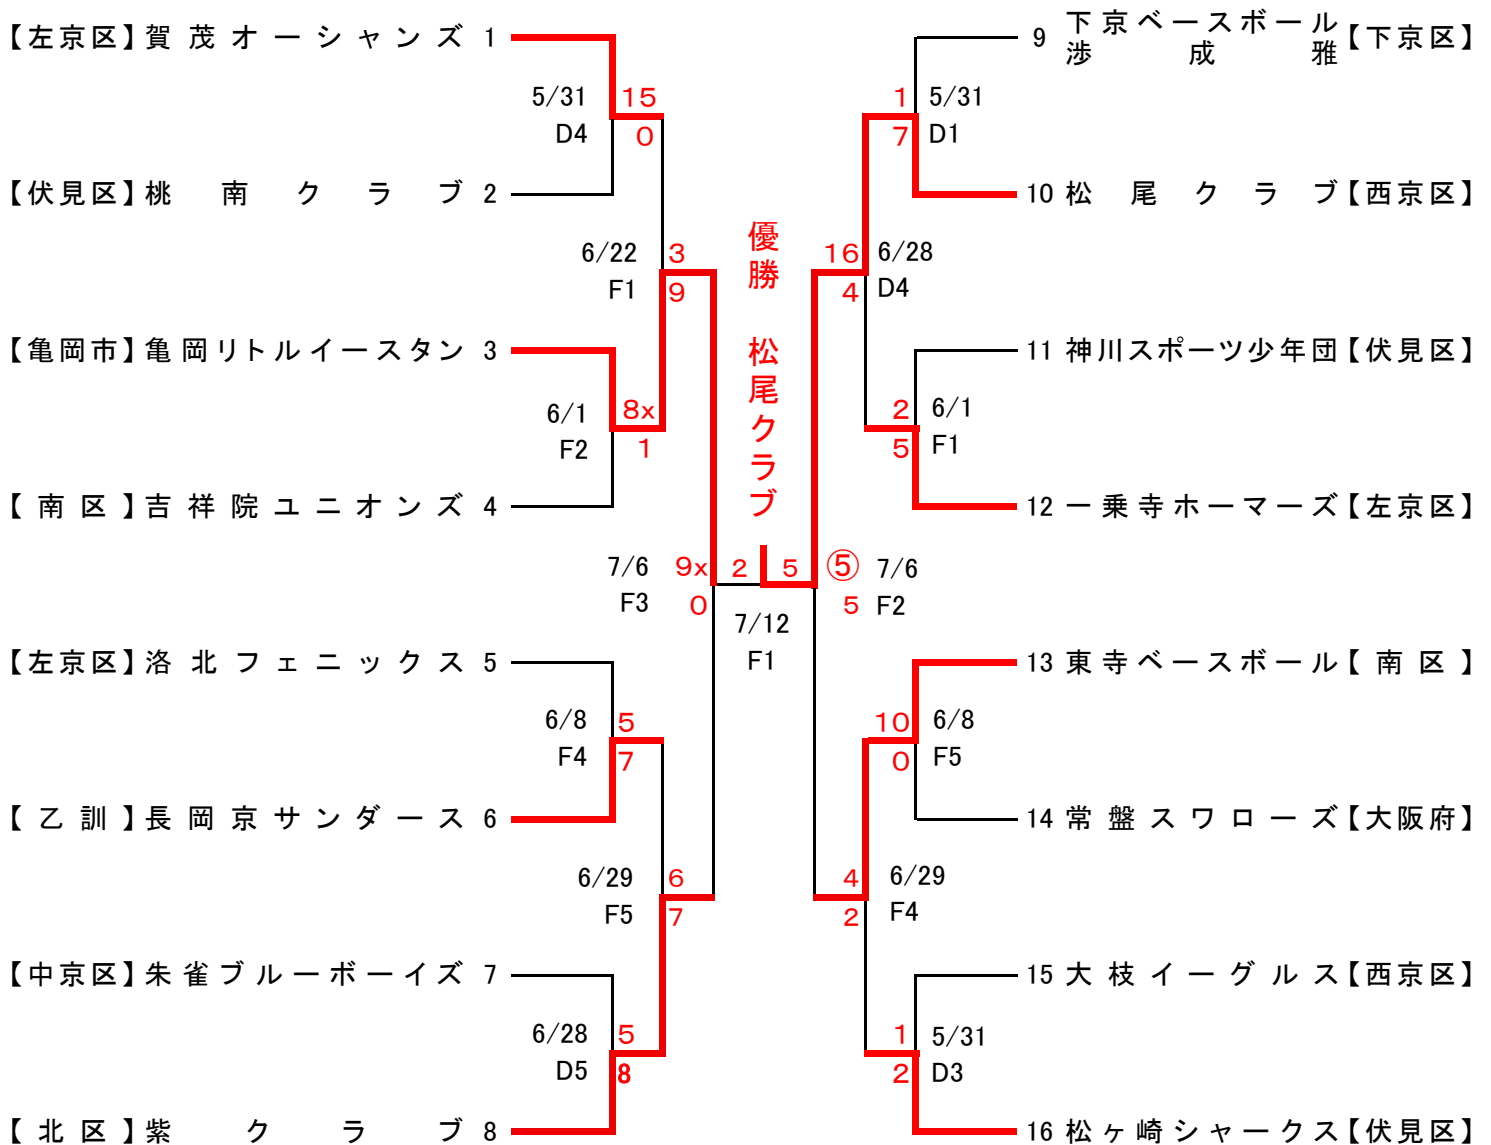 【左京区】賀茂オーシャンズ 1
5/31 15
D4 0
【伏見区】桃南クラブ 2
6/22 3
F1 9
【亀岡市】亀岡リトルイースタン 3
6/1 8x
F2 1
【南区】吉祥院ユニオンズ 4
7/6 9x
F3 0
【左京区】洛北フェニックス 5
6/8 5
F4 7
【乙訓】長岡京サンダース 6
6/29 6
F5 7
【中京区】朱雀ブルーボーイズ 7
6/28 5
D5 8
【北区】紫クラブ 8
優勝 松尾クラブ
2 5
7/12
F1
9 下京ベースボール渉成雅【下京区】
1 5/31
7 D1
10 松尾クラブ【西京区】
16 6/28
4 D4
11 神川スポーツ少年団【伏見区】
2 6/1
5 F1
12 一乗寺ホーマーズ【左京区】
⑤ 7/6
5 F2
13 東寺ベースボール【南区】
10 6/8
0 F5
14 常盤スワローズ【大阪府】
4 6/29
2 F4
15 大枝イーグルス【西京区】
1 5/31
2 D3
16 松ヶ崎シャークス【伏見区】